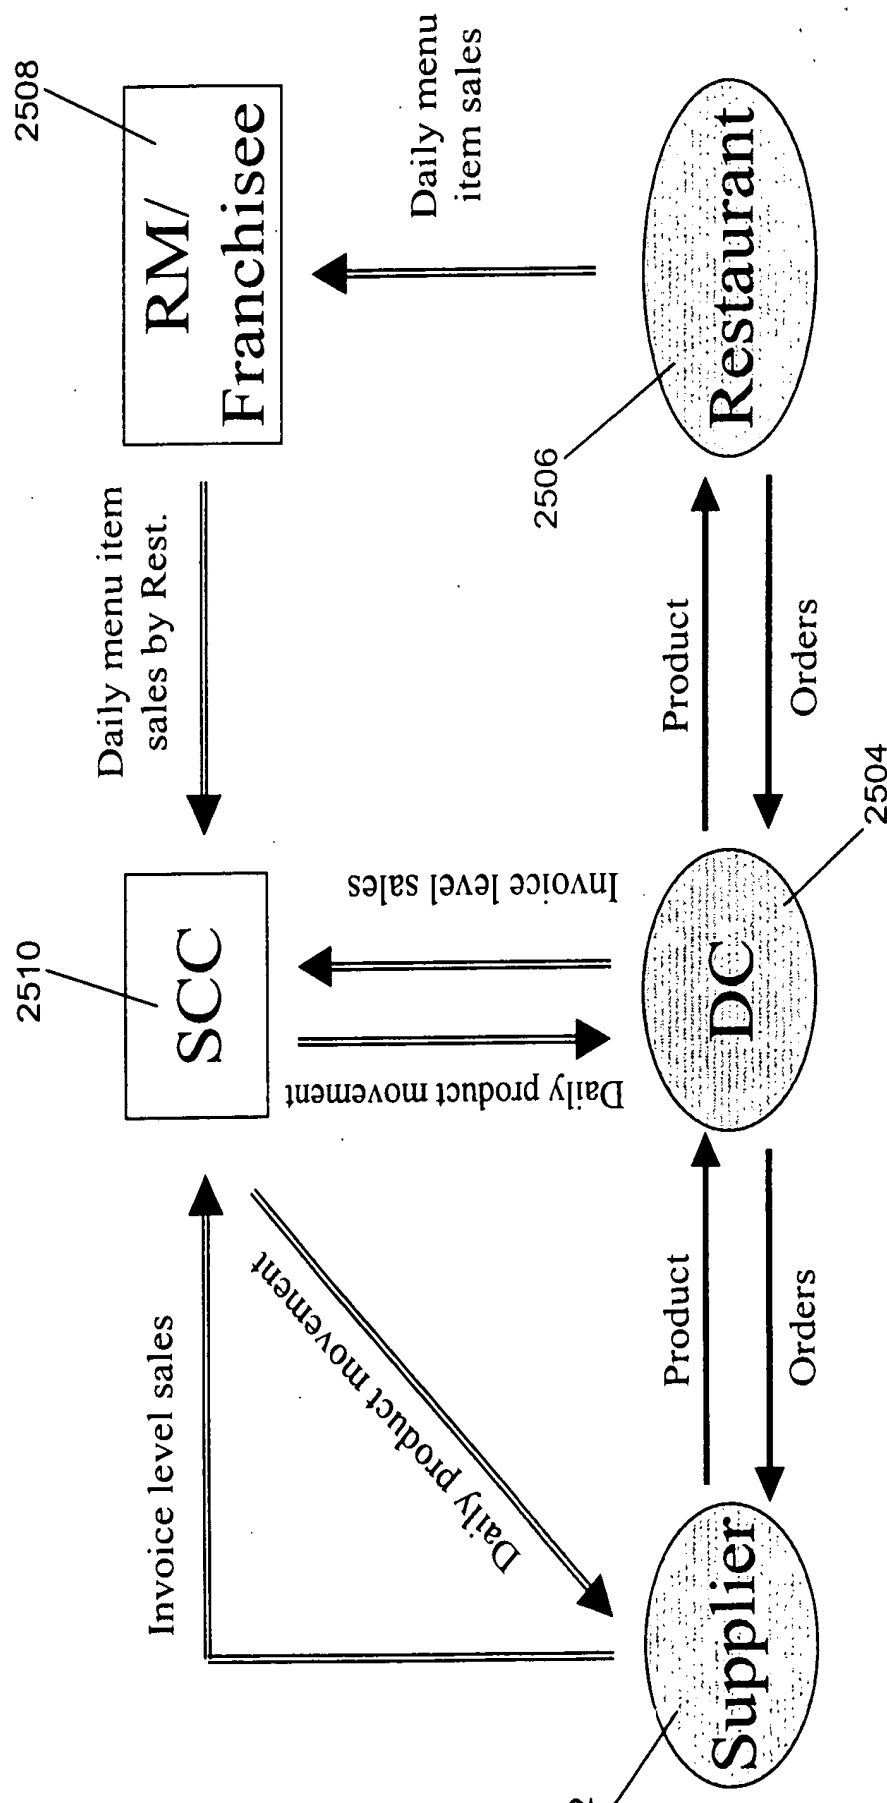 2510
2508
SCC
RM/
Franchisee
Invoice level sales
Daily menu item
sales by Rest.
Daily product movement
Daily product movement
Invoice level sales
Daily menu
item sales
2506
Supplier
Product
Orders
DC
2504
Product
Orders
Restaurant